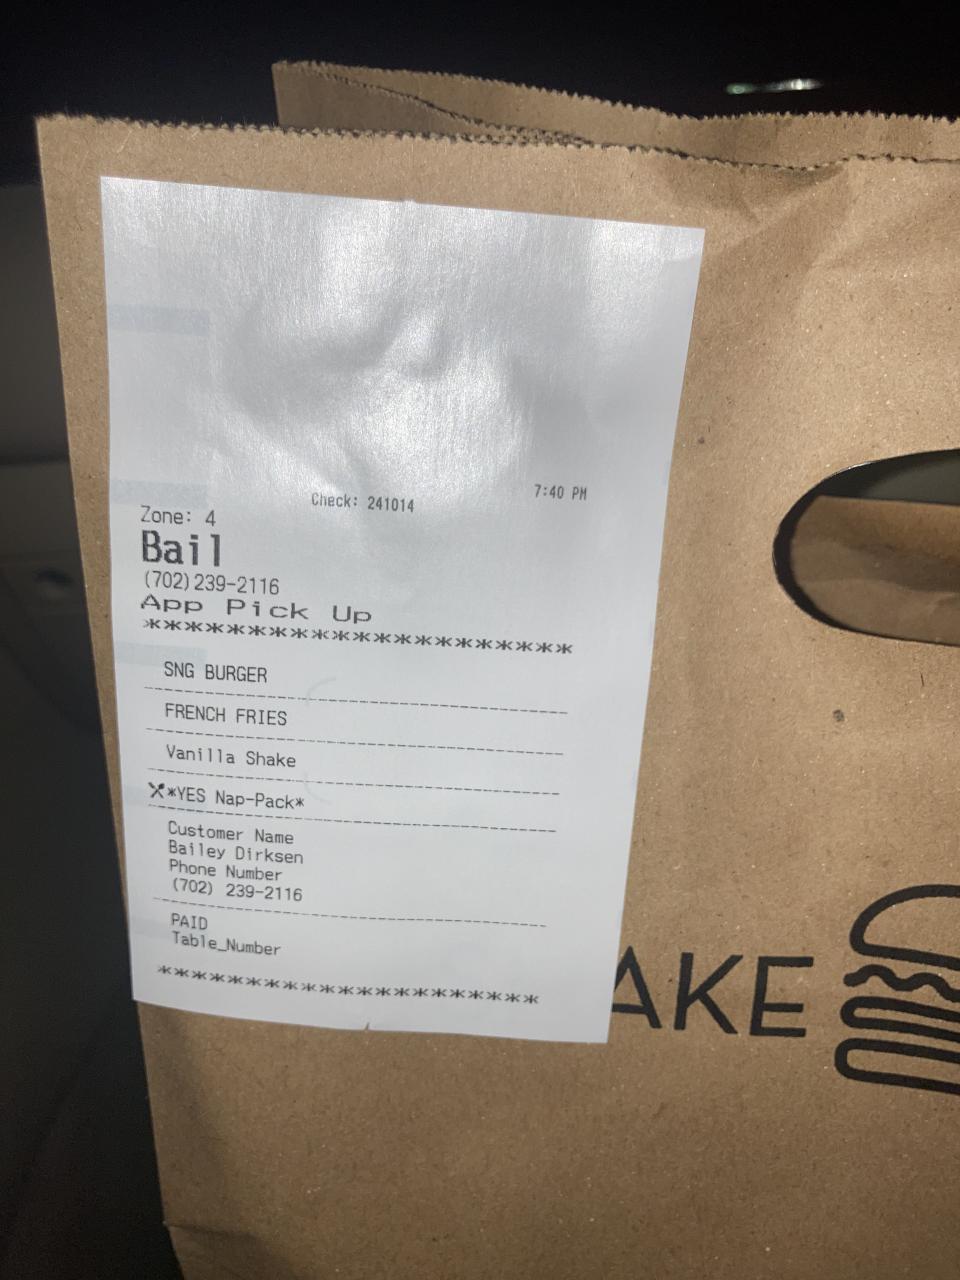 7:40 PM
Check: 241014
Zone: 4
Bail
(702)239-2116
App Pick Up
*********************
SNG BURGER
FRENCH FRIES
Vanilla Shake
*YES Nap-Pack*
Customer Name
Bailey Dirksen
Phone Number
(702) 239-2116
PAID
Table_Number
*********************
AKE